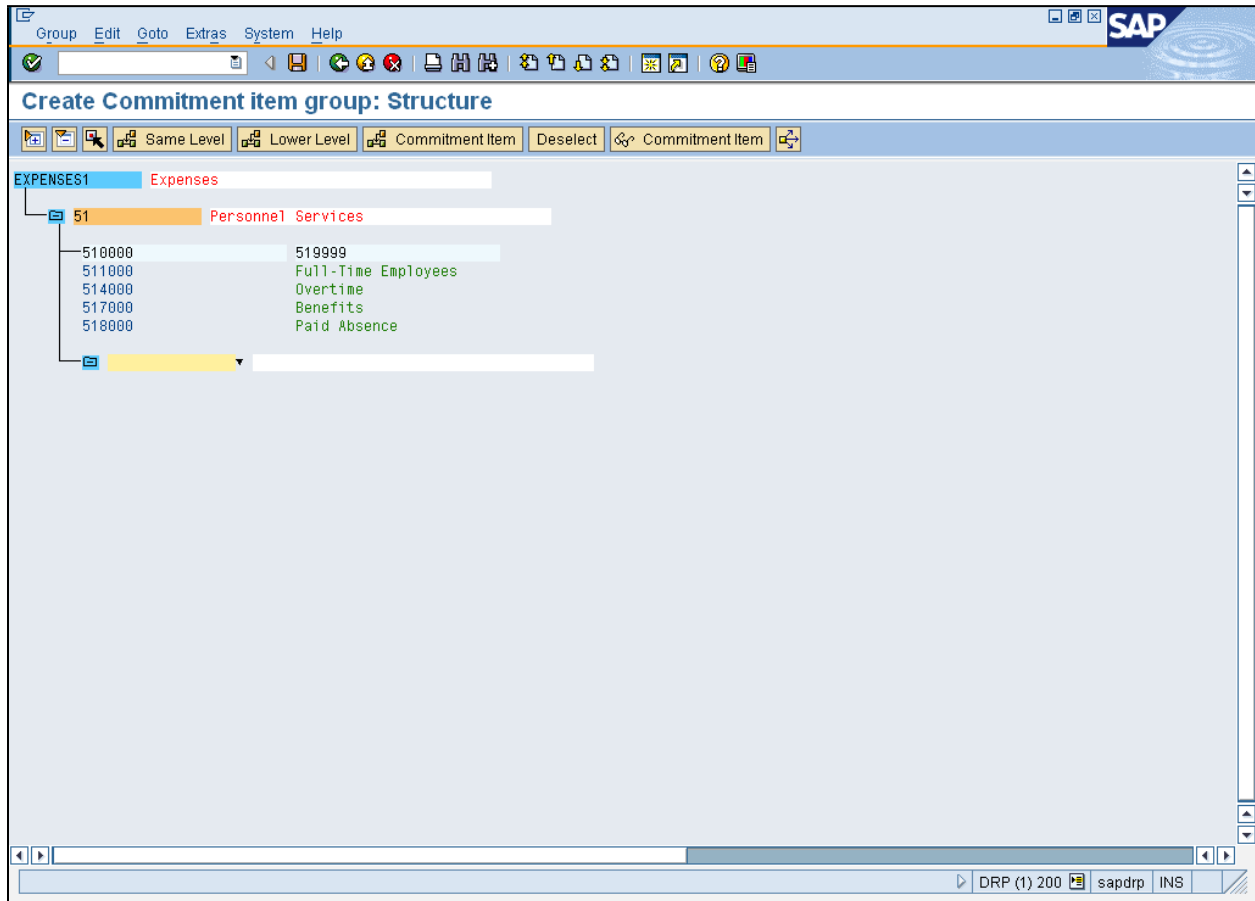 Group Edit Goto Extras System Help
SAP
Create Commitment item group: Structure
Same Level Lower Level Commitment Item Deselect Commitment Item
EXPENSES1 Expenses
51 Personnel Services
510000 519999
511000 Full-Time Employees
514000 Overtime
517000 Benefits
518000 Paid Absence
DRP (1) 200 sapdrp INS